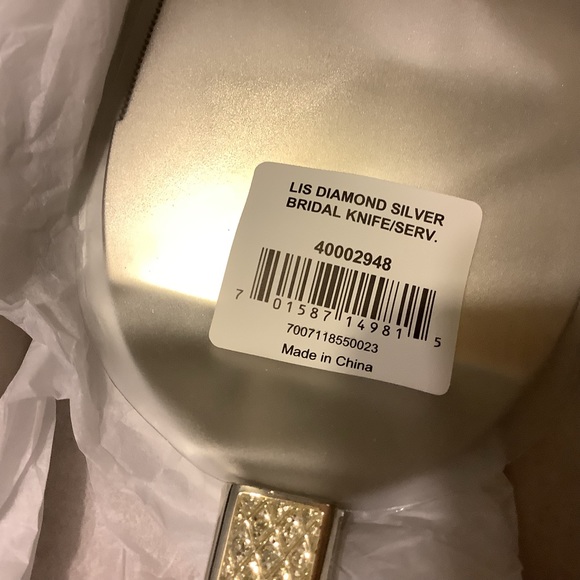 LIS DIAMOND SILVER
BRIDAL KNIFE/SERV.
40002948
7 01587 14981 5
7007118550023
Made in China